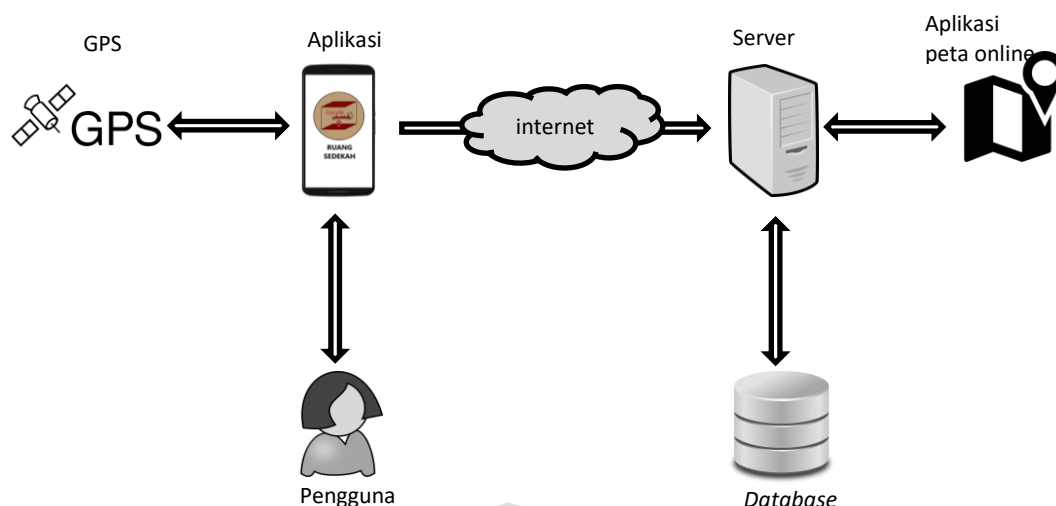 GPS
Aplikasi
Server
Aplikasi
peta online
GPS
RUANG
SEDEKAH
internet
Pengguna
Database